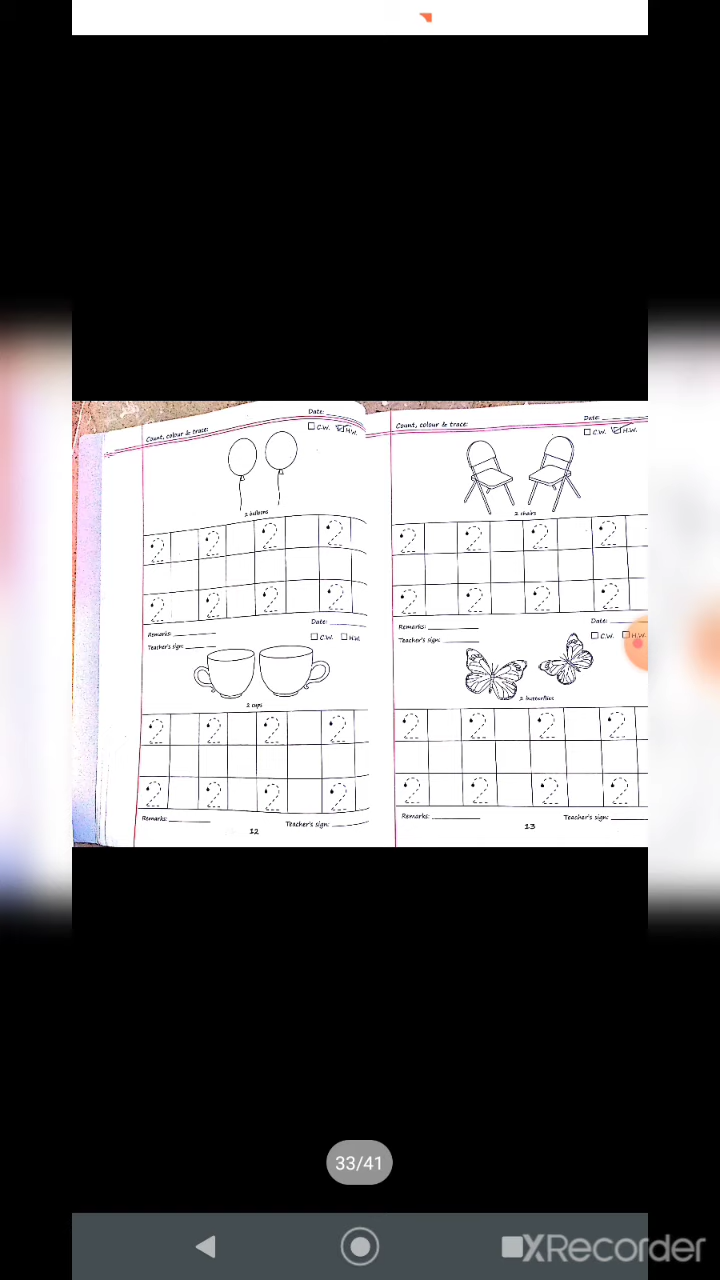 Date:
Count, colour & trace:
C.W. H.W.
2 ballons
2 2 2 2
2 2 2 2
Remarks:
Teacher's sign:
Date:
C.W. H.W.
2 cups
2 2 2 2
2 2 2 2
Remarks:
Teacher's sign:
12
Date:
Count, colour & trace:
C.W. H.W.
2 chairs
2 2 2 2
2 2 2 2
Remarks:
Teacher's sign:
Date:
C.W. H.W.
2 butterflies
2 2 2 2
2 2 2 2
Remarks:
Teacher's sign:
13
33/41
XRecorder